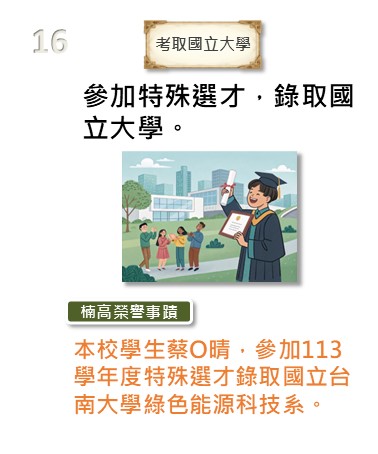 16
考取國立大學
參加特殊選才，錄取國
立大學。
楠高榮譽事蹟
本校學生蔡O晴，參加113
學年度特殊選才錄取國立台
南大學綠色能源科技系。